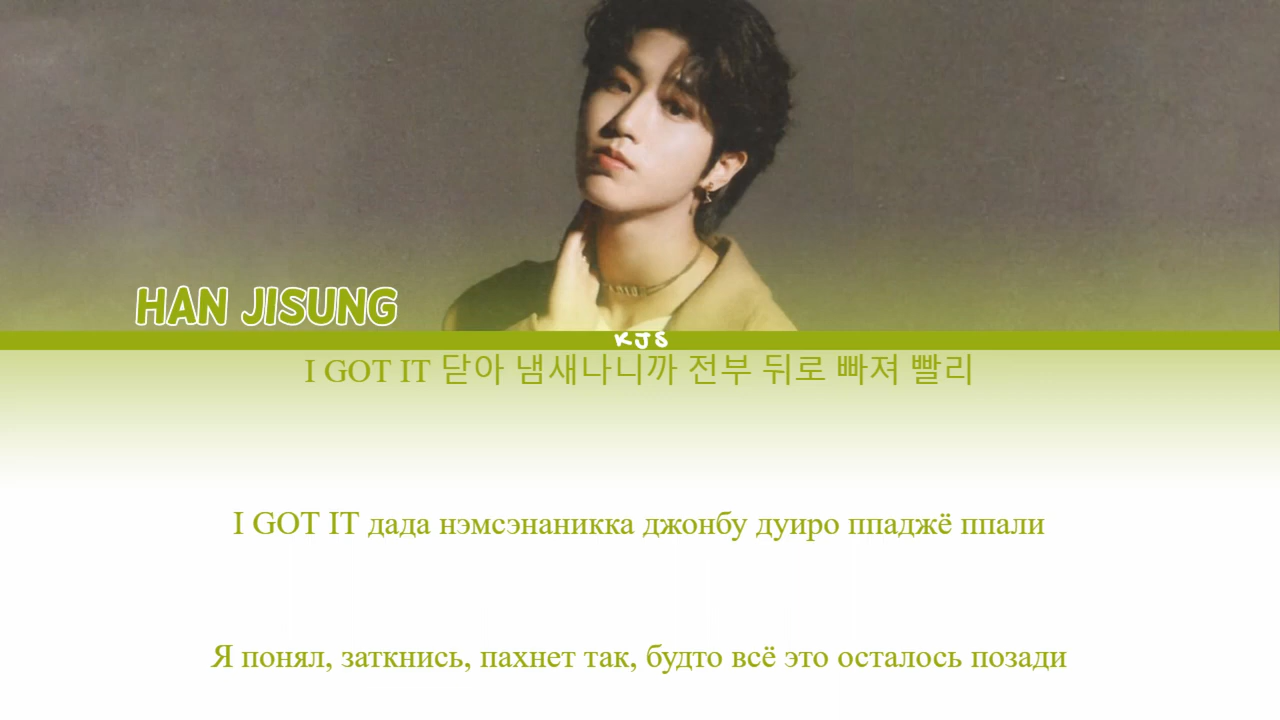 HAN JISUNG
KJS
I GOT IT 닫아 냄새나니까 전부 뒤로 빠져 빨리
I GOT IT дада нэмсэнаникка джонбу дуиро ппаджё ппали
Я понял, заткнись, пахнет так, будто всё это осталось позади